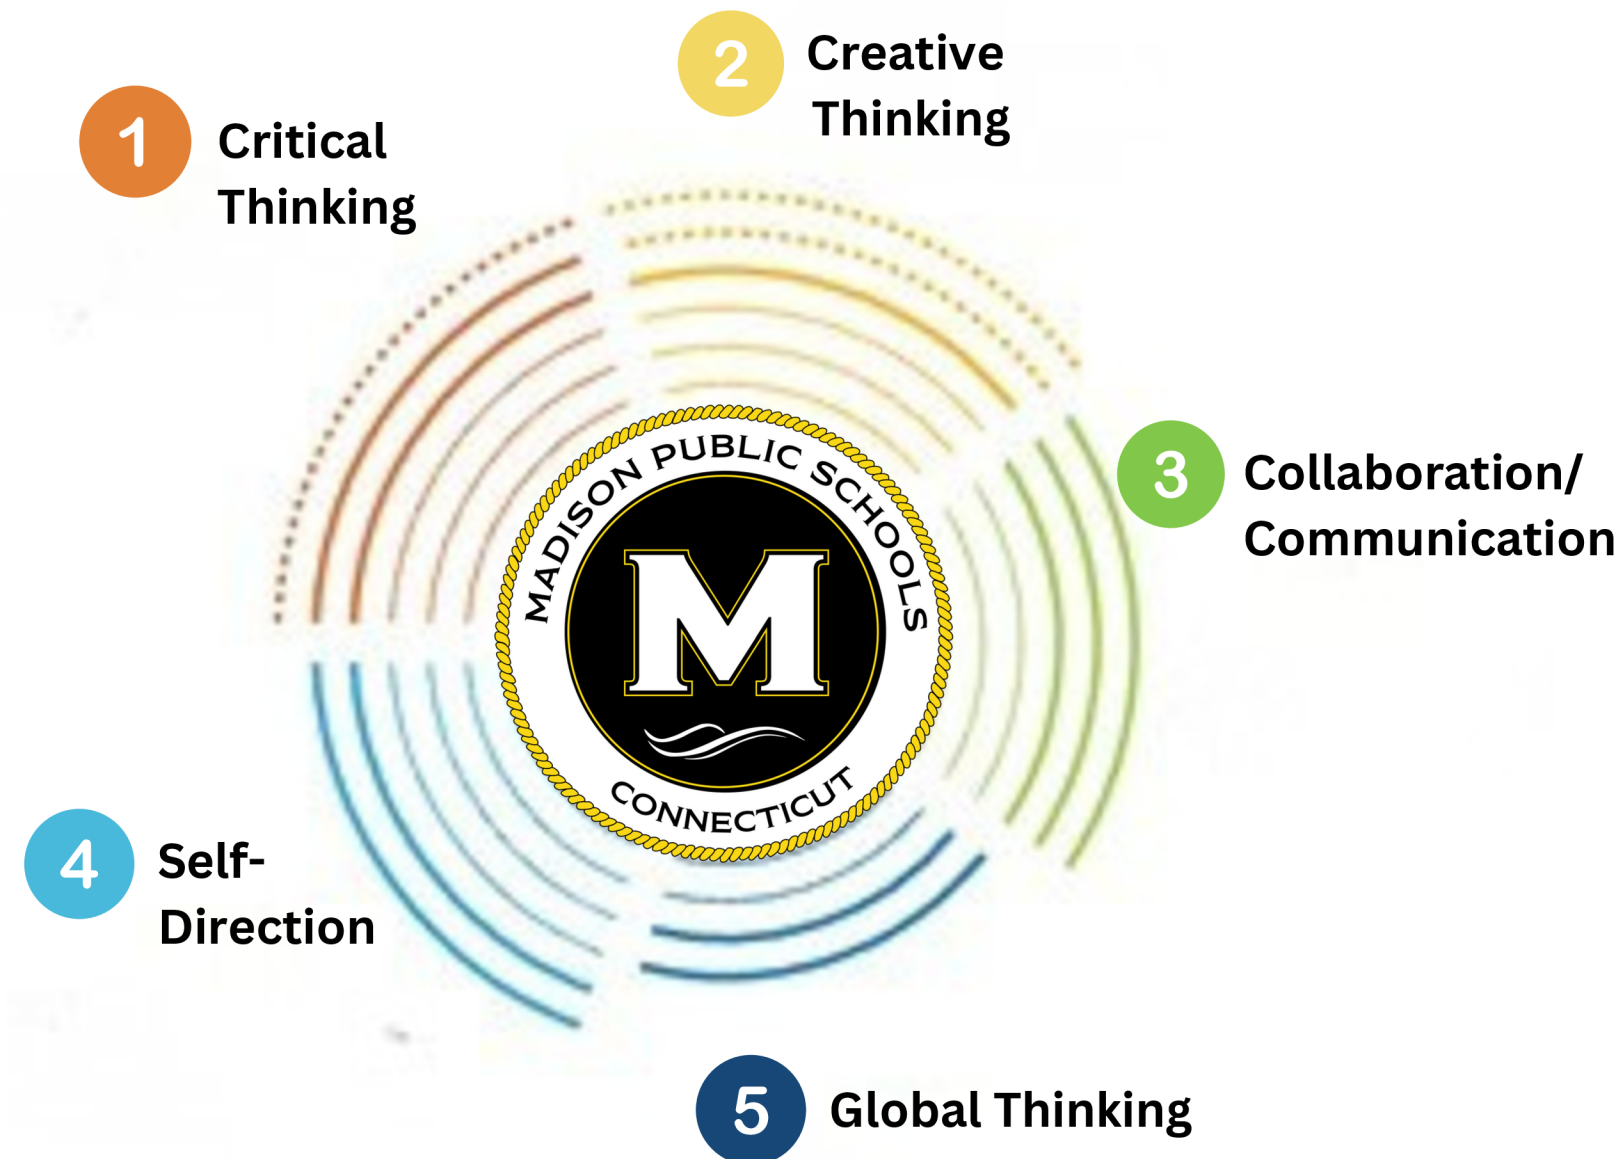 1
Critical
Thinking
2
Creative
Thinking
3
Collaboration/
Communication
4
Self-
Direction
5
Global Thinking
MADISON PUBLIC SCHOOLS
M
CONNECTICUT